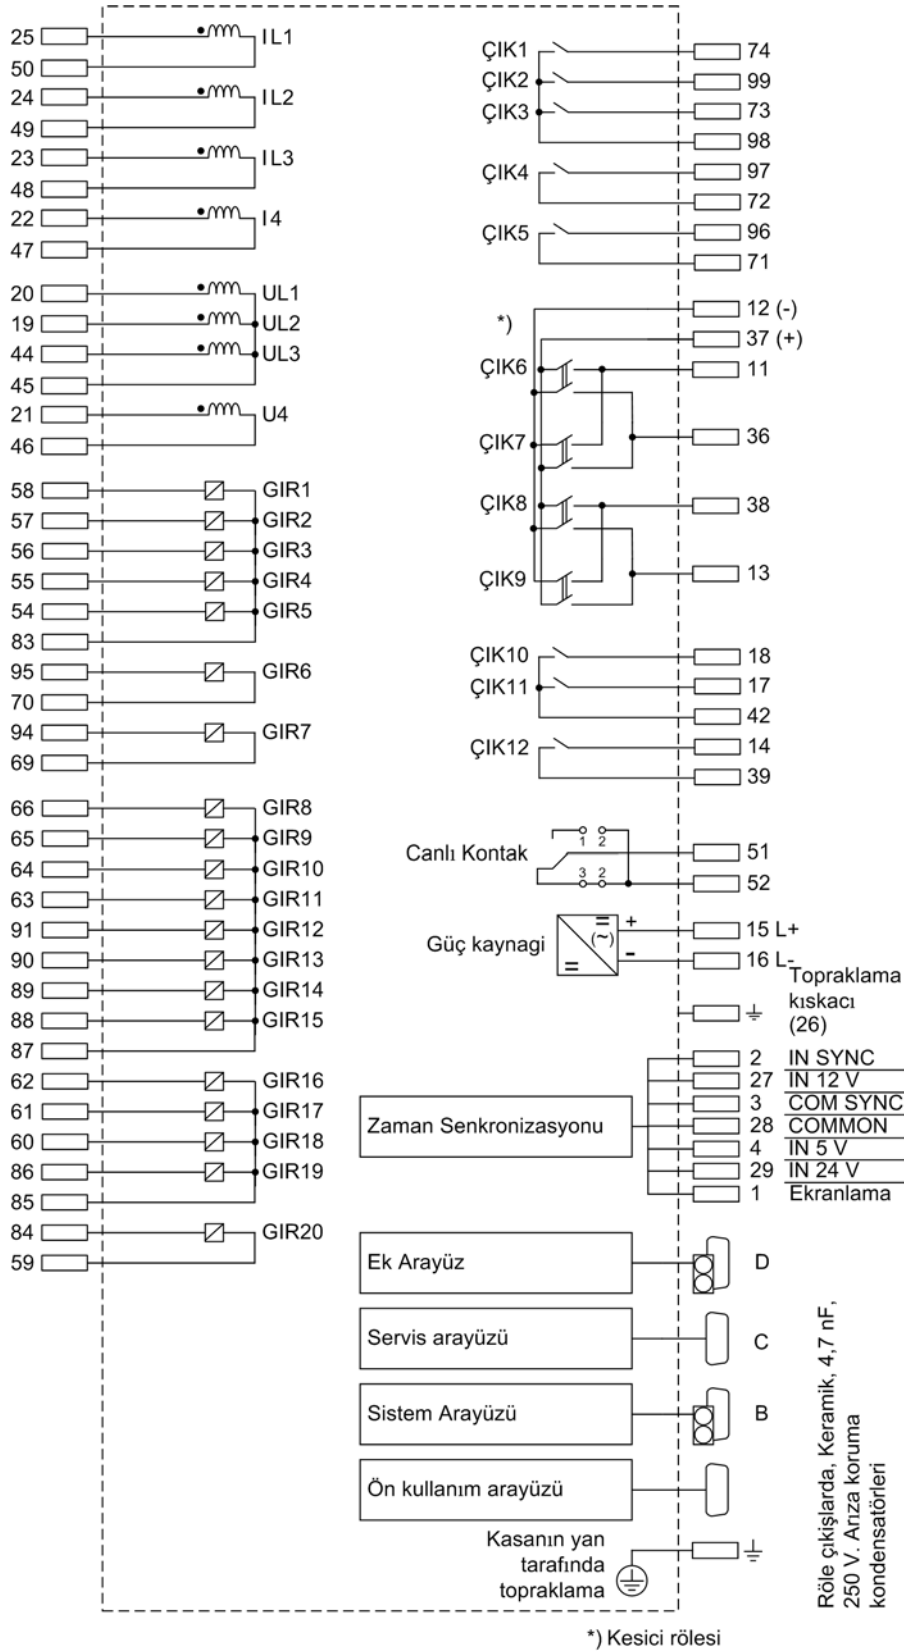 25 IL1
50
24 IL2
49
23 IL3
48
22 I4
47
20 UL1
19 UL2
44 UL3
45
21 U4
46
58 GIR1
57 GIR2
56 GIR3
55 GIR4
54 GIR5
83
95 GIR6
70
94 GIR7
69
66 GIR8
65 GIR9
64 GIR10
63 GIR11
91 GIR12
90 GIR13
89 GIR14
88 GIR15
87
62 GIR16
61 GIR17
60 GIR18
86 GIR19
85
84 GIR20
59
ÇIK1 74
ÇIK2 99
ÇIK3 73
98
ÇIK4 97
72
ÇIK5 96
71
12 (-)
*)
37 (+)
ÇIK6 11
ÇIK7 36
ÇIK8 38
ÇIK9 13
ÇIK10 18
ÇIK11 17
42
ÇIK12 14
39
1 2
Canlı Kontak 51
3 2
52
Güç kaynagi = (~) = + - 15 L+
16 L-
Topraklama
kıskacı
(26)
2 IN SYNC
27 IN 12 V
3 COM SYNC
Zaman Senkronizasyonu 28 COMMON
4 IN 5 V
29 IN 24 V
1 Ekranlama
Ek Arayüz D
Servis arayüzü C
Sistem Arayüzü B
Ön kullanım arayüzü
Kasanın yan
tarafında
topraklama
Röle çıkışlarda, Keramik, 4,7 nF,
250 V. Arıza koruma
kondensatörleri
*) Kesici rölesi